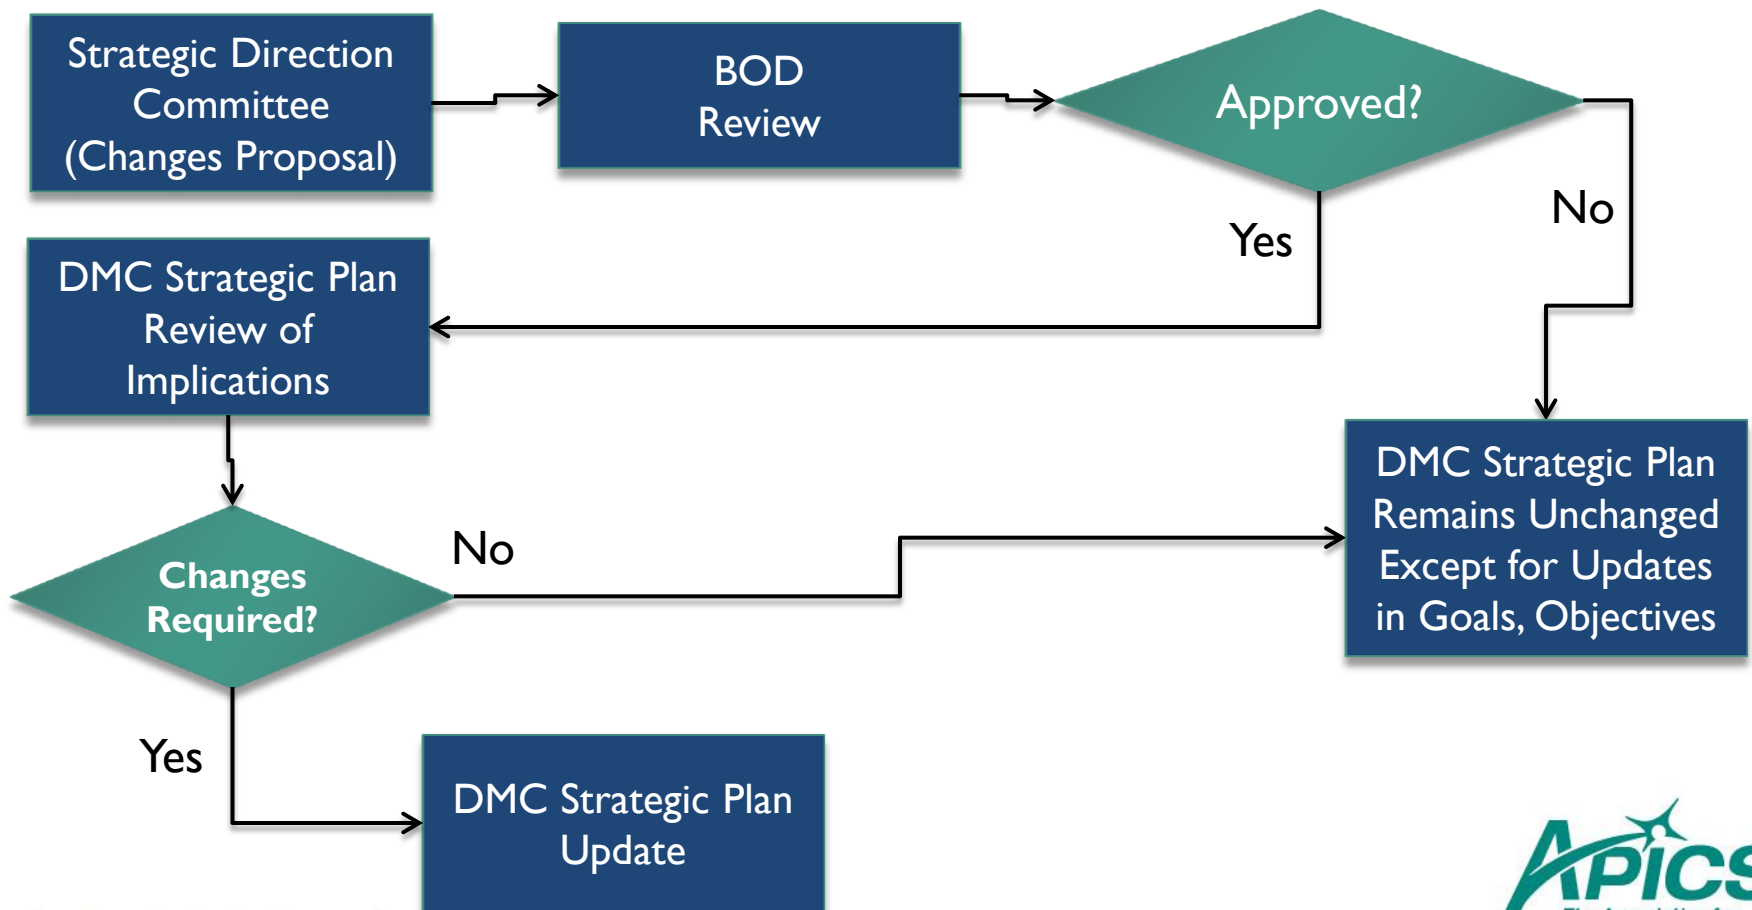 Strategic Direction
Committee
(Changes Proposal)
BOD
Review
Approved?
No
Yes
DMC Strategic Plan
Review of
Implications
DMC Strategic Plan
Remains Unchanged
Except for Updates
in Goals, Objectives
Changes
Required?
No
Yes
DMC Strategic Plan
Update
APICS